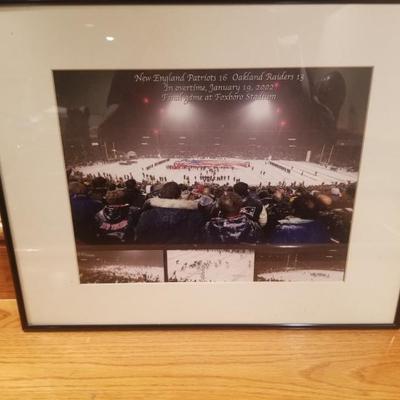 New England Patriots 16 Oakland Raiders 13
In overtime, January 19, 2002
Final game at Foxboro Stadium